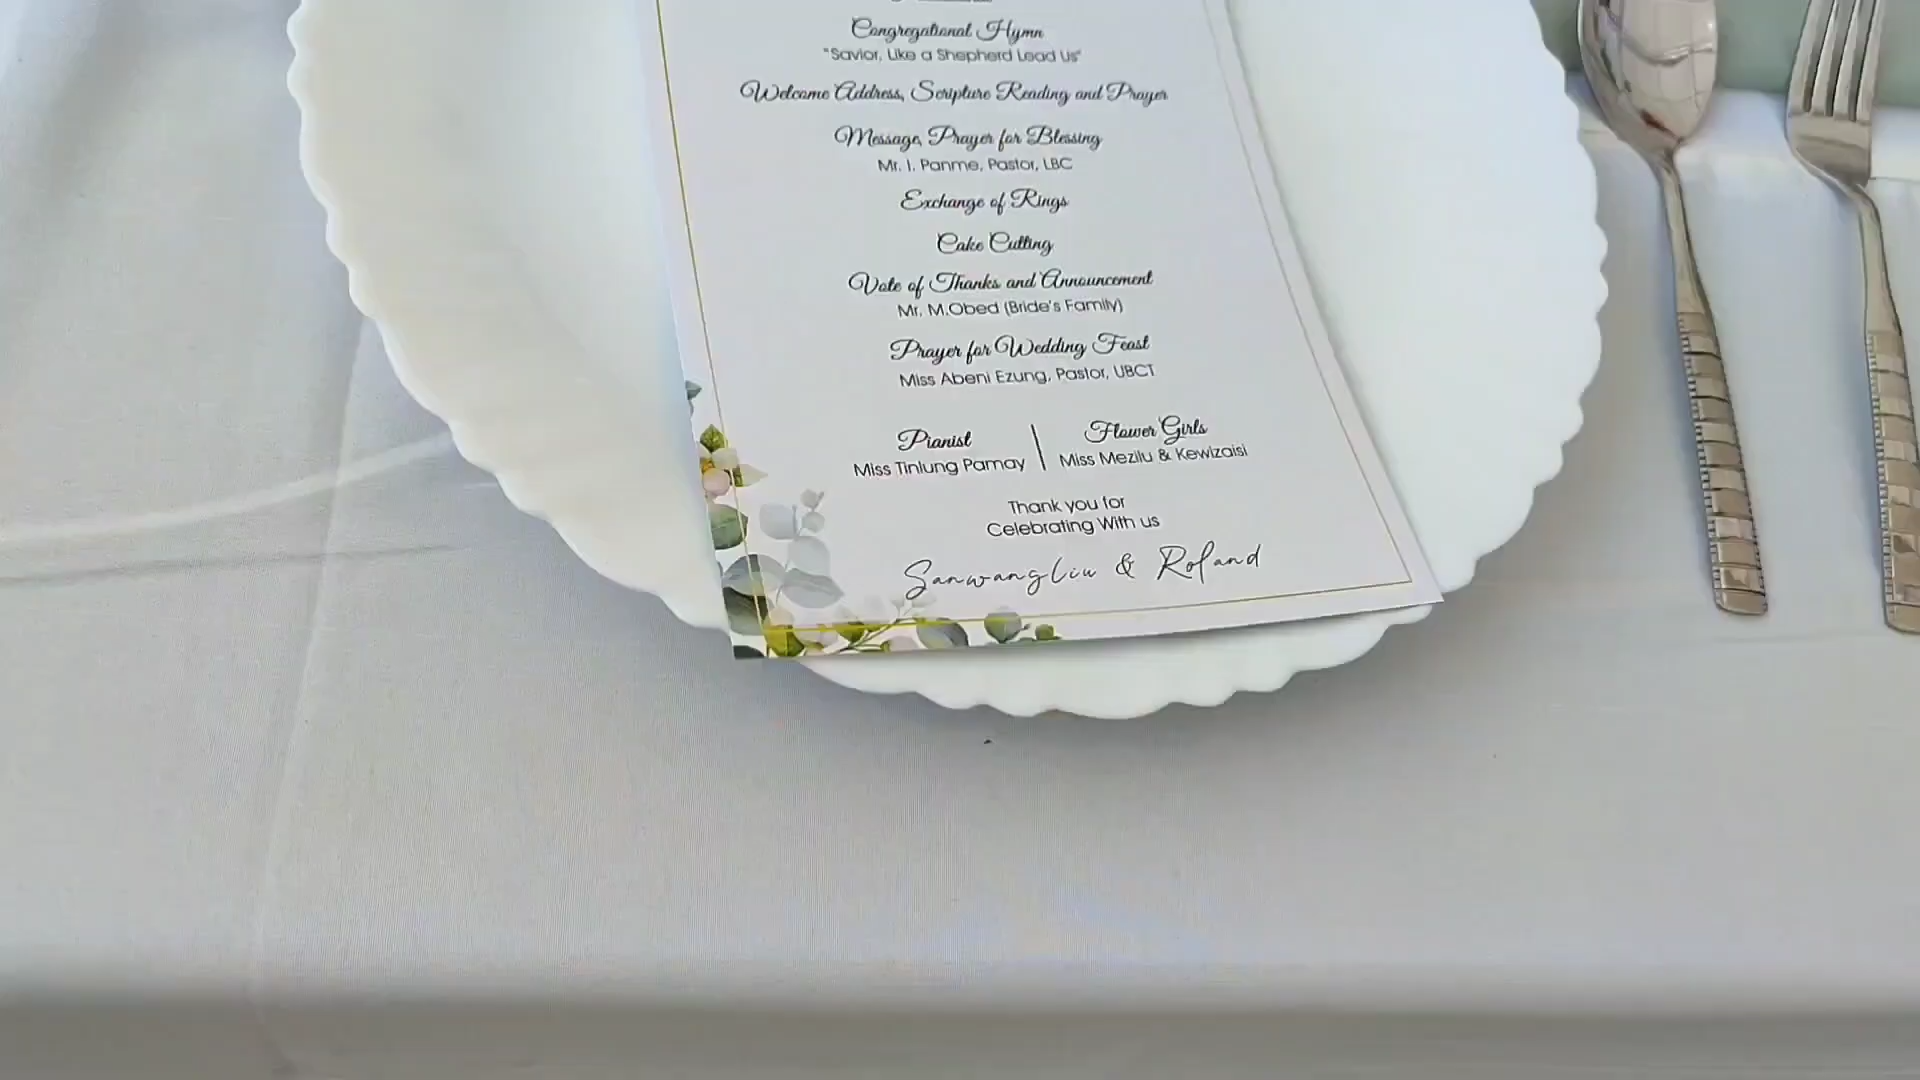 Congregational Hymn
"Savior, Like a Shepherd Lead Us"
Welcome Address, Scripture Reading and Prayer
Message, Prayer for Blessing
Mr. I. Panme, Pastor, LBC
Exchange of Rings
Cake Cutting
Vote of Thanks and Announcement
Mr. M.Obed (Bride's Family)
Prayer for Wedding Feast
Miss Abeni Ezung, Pastor, UBCT
Pianist
Miss Tinlung Pamay
Flower Girls
Miss Mezilu & Kewizaisi
Thank you for
Celebrating With us
Sanwangliu & Roland